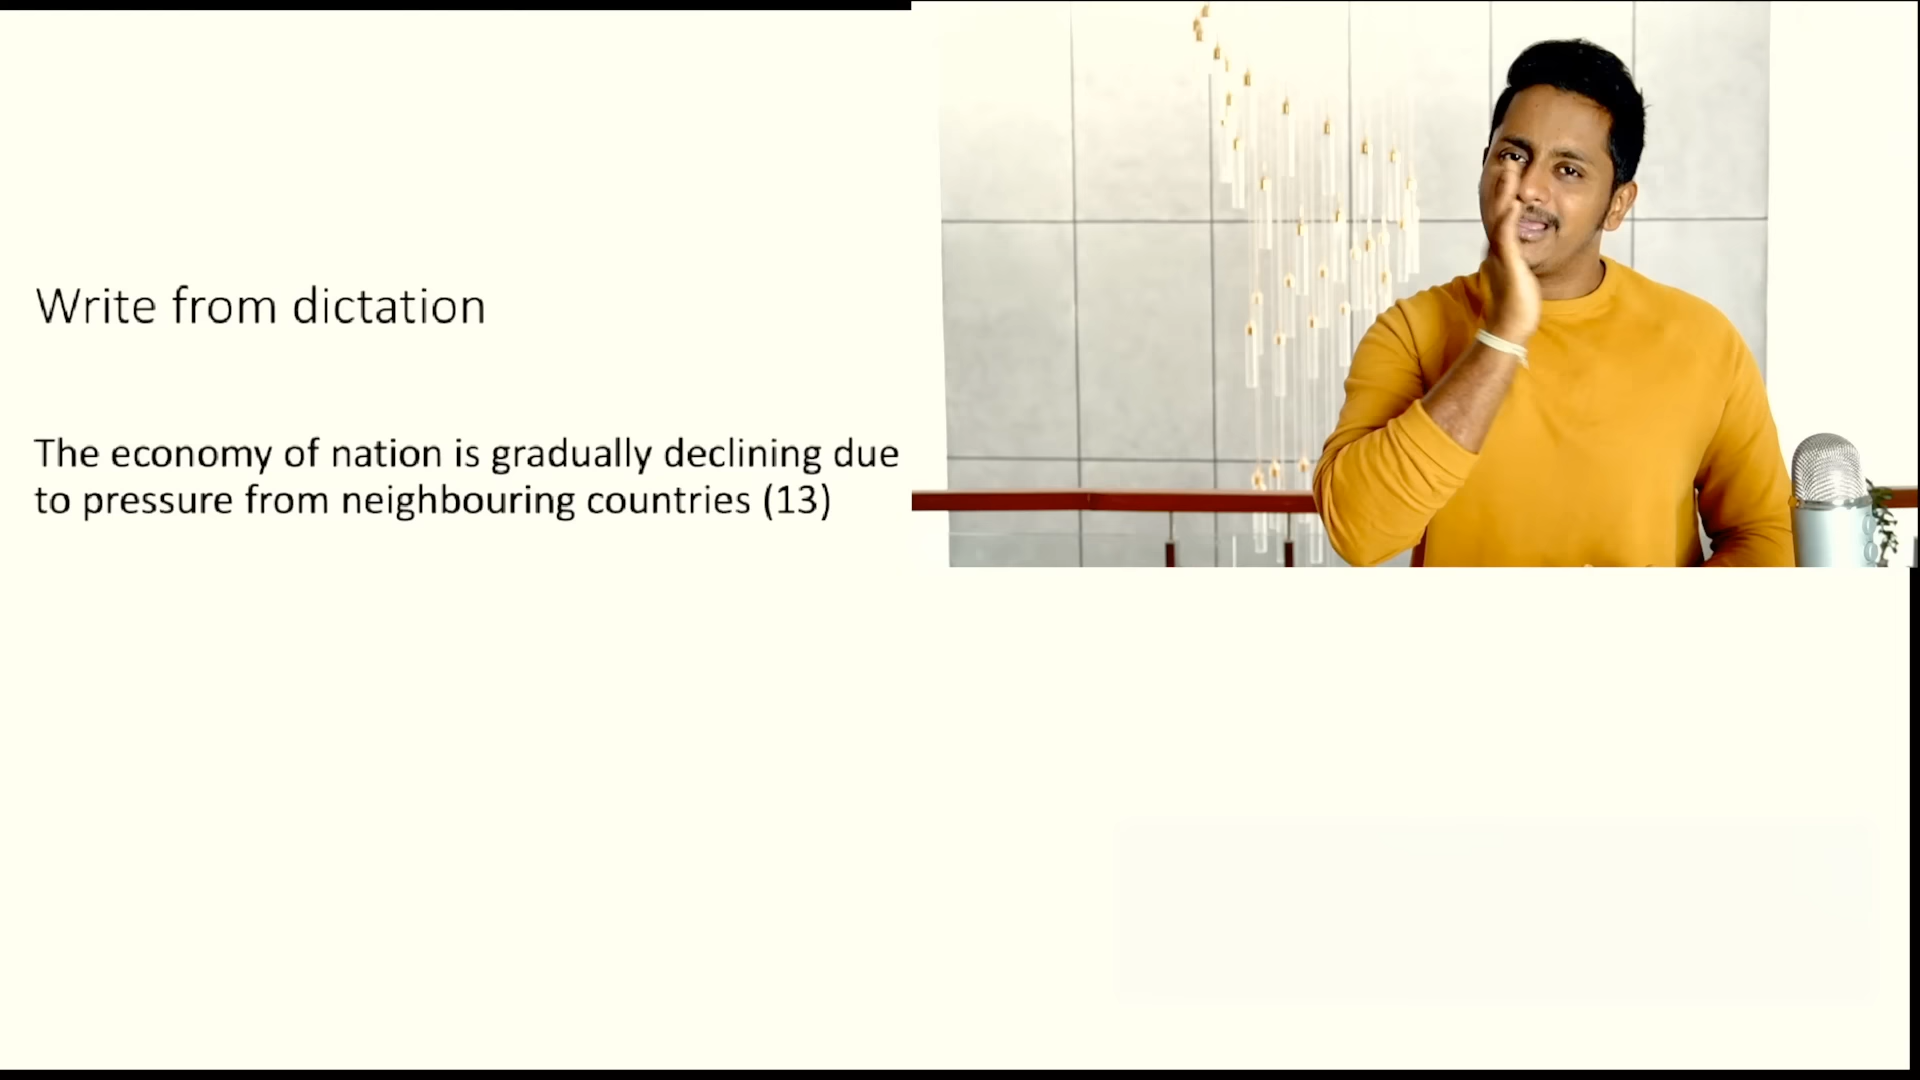 Write from dictation
The economy of nation is gradually declining due
to pressure from neighbouring countries (13)